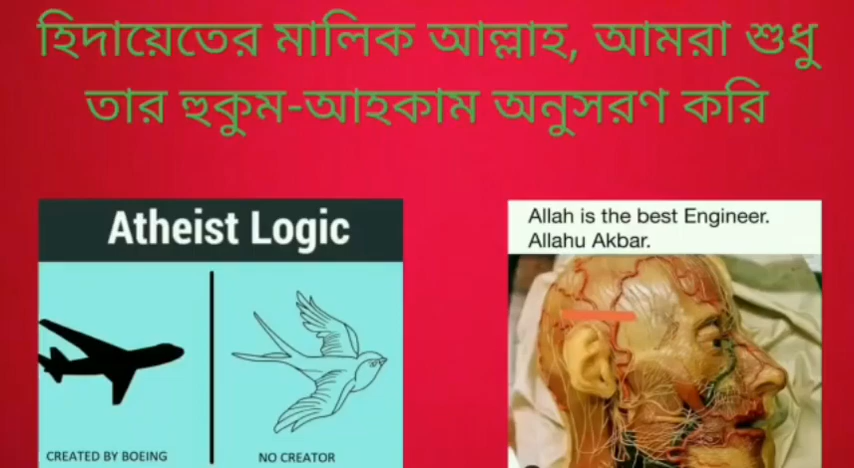 হিদায়েতের মালিক আল্লাহ, আমরা শুধু
তার হুকুম-আহকাম অনুসরণ করি
Atheist Logic
CREATED BY BOEING
NO CREATOR
Allah is the best Engineer.
Allahu Akbar.